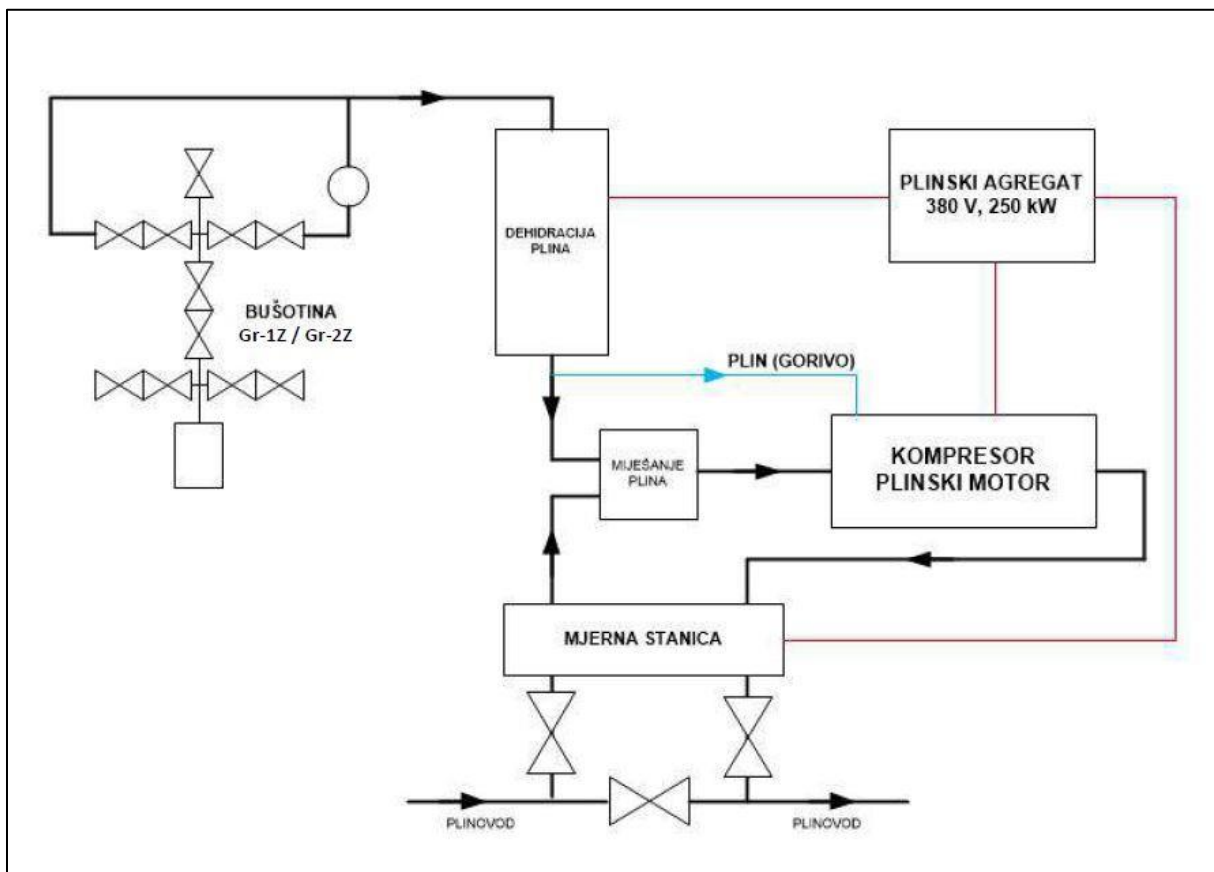 PLINSKI AGREGAT
380 V, 250 kW
DEHIDRACIJA
PLINA
BUŠOTINA
Gr-1Z / Gr-2Z
PLIN (GORIVO)
MIJEŠANJE
PLINA
KOMPRESOR
PLINSKI MOTOR
MJERNA STANICA
PLINOVOD
PLINOVOD